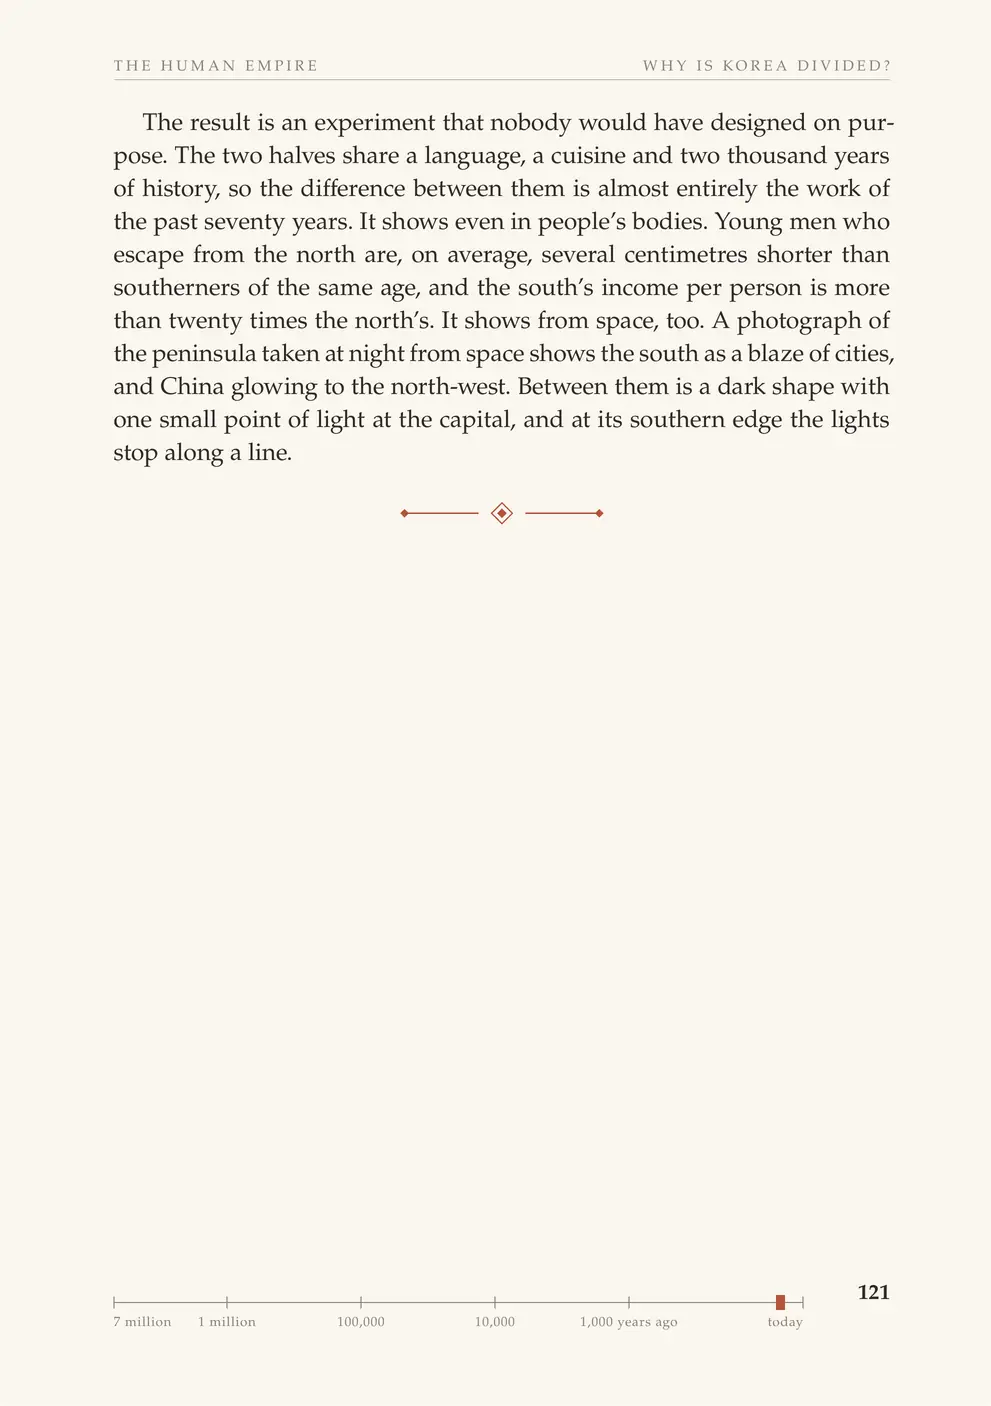 THE HUMAN EMPIRE
WHY IS KOREA DIVIDED?
The result is an experiment that nobody would have designed on pur-
pose. The two halves share a language, a cuisine and two thousand years
of history, so the difference between them is almost entirely the work of
the past seventy years. It shows even in people’s bodies. Young men who
escape from the north are, on average, several centimetres shorter than
southerners of the same age, and the south’s income per person is more
than twenty times the north’s. It shows from space, too. A photograph of
the peninsula taken at night from space shows the south as a blaze of cities,
and China glowing to the north-west. Between them is a dark shape with
one small point of light at the capital, and at its southern edge the lights
stop along a line.
121
7 million 1 million 100,000 10,000 1,000 years ago today